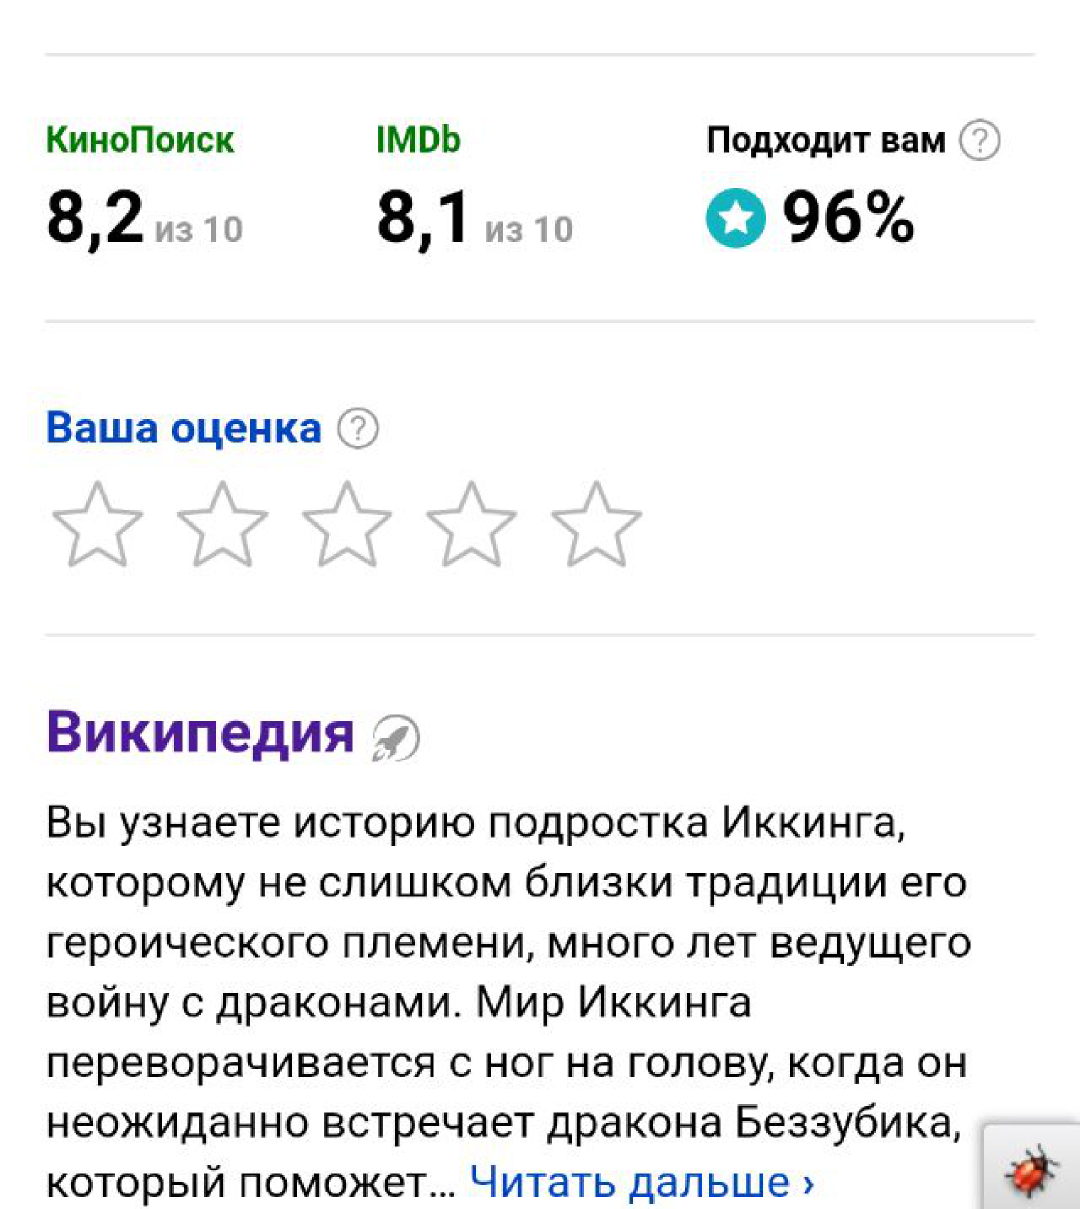 КиноПоиск IMDb Подходит вам ?
8,2 из 10 8,1 из 10 96%
Ваша оценка ?
Википедия
Вы узнаете историю подростка Иккинга,
которому не слишком близки традиции его
героического племени, много лет ведущего
войну с драконами. Мир Иккинга
переворачивается с ног на голову, когда он
неожиданно встречает дракона Беззубика,
который поможет... Читать дальше ›